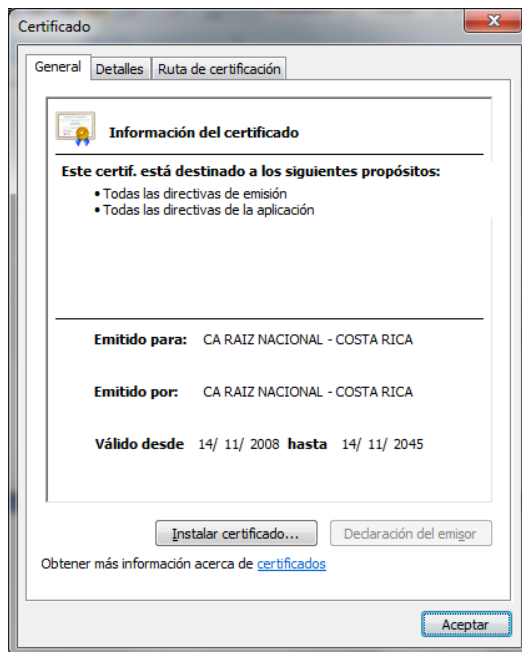 Certificado
General Detalles Ruta de certificación
Información del certificado
Este certif. está destinado a los siguientes propósitos:
• Todas las directivas de emisión
• Todas las directivas de la aplicación
Emitido para: CA RAIZ NACIONAL - COSTA RICA
Emitido por: CA RAIZ NACIONAL - COSTA RICA
Válido desde 14/ 11/ 2008 hasta 14/ 11/ 2045
Instalar certificado... Declaración del emisor
Obtener más información acerca de certificados
Aceptar